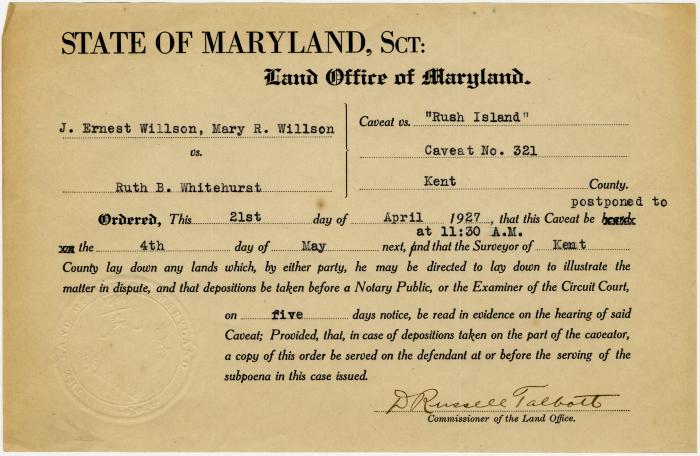 STATE OF MARYLAND, SCT:
Land Office of Maryland.
J. Ernest Willson, Mary R. Willson
vs.
Ruth B. Whitehurst
Caveat vs. "Rush Island"
Caveat No. 321
Kent County.
postponed to
Ordered, This 21st day of April 1927, that this Caveat be
at 11:30 A.M.
the 4th day of May next, and that the Surveyor of Kent
County lay down any lands which, by either party, he may be directed to lay down to illustrate the
matter in dispute, and that depositions be taken before a Notary Public, or the Examiner of the Circuit Court,
on five days notice, be read in evidence on the hearing of said
Caveat; Provided, that, in case of depositions taken on the part of the caveator,
a copy of this order be served on the defendant at or before the serving of the
subpoena in this case issued.
D Russell Talbott
Commissioner of the Land Office.